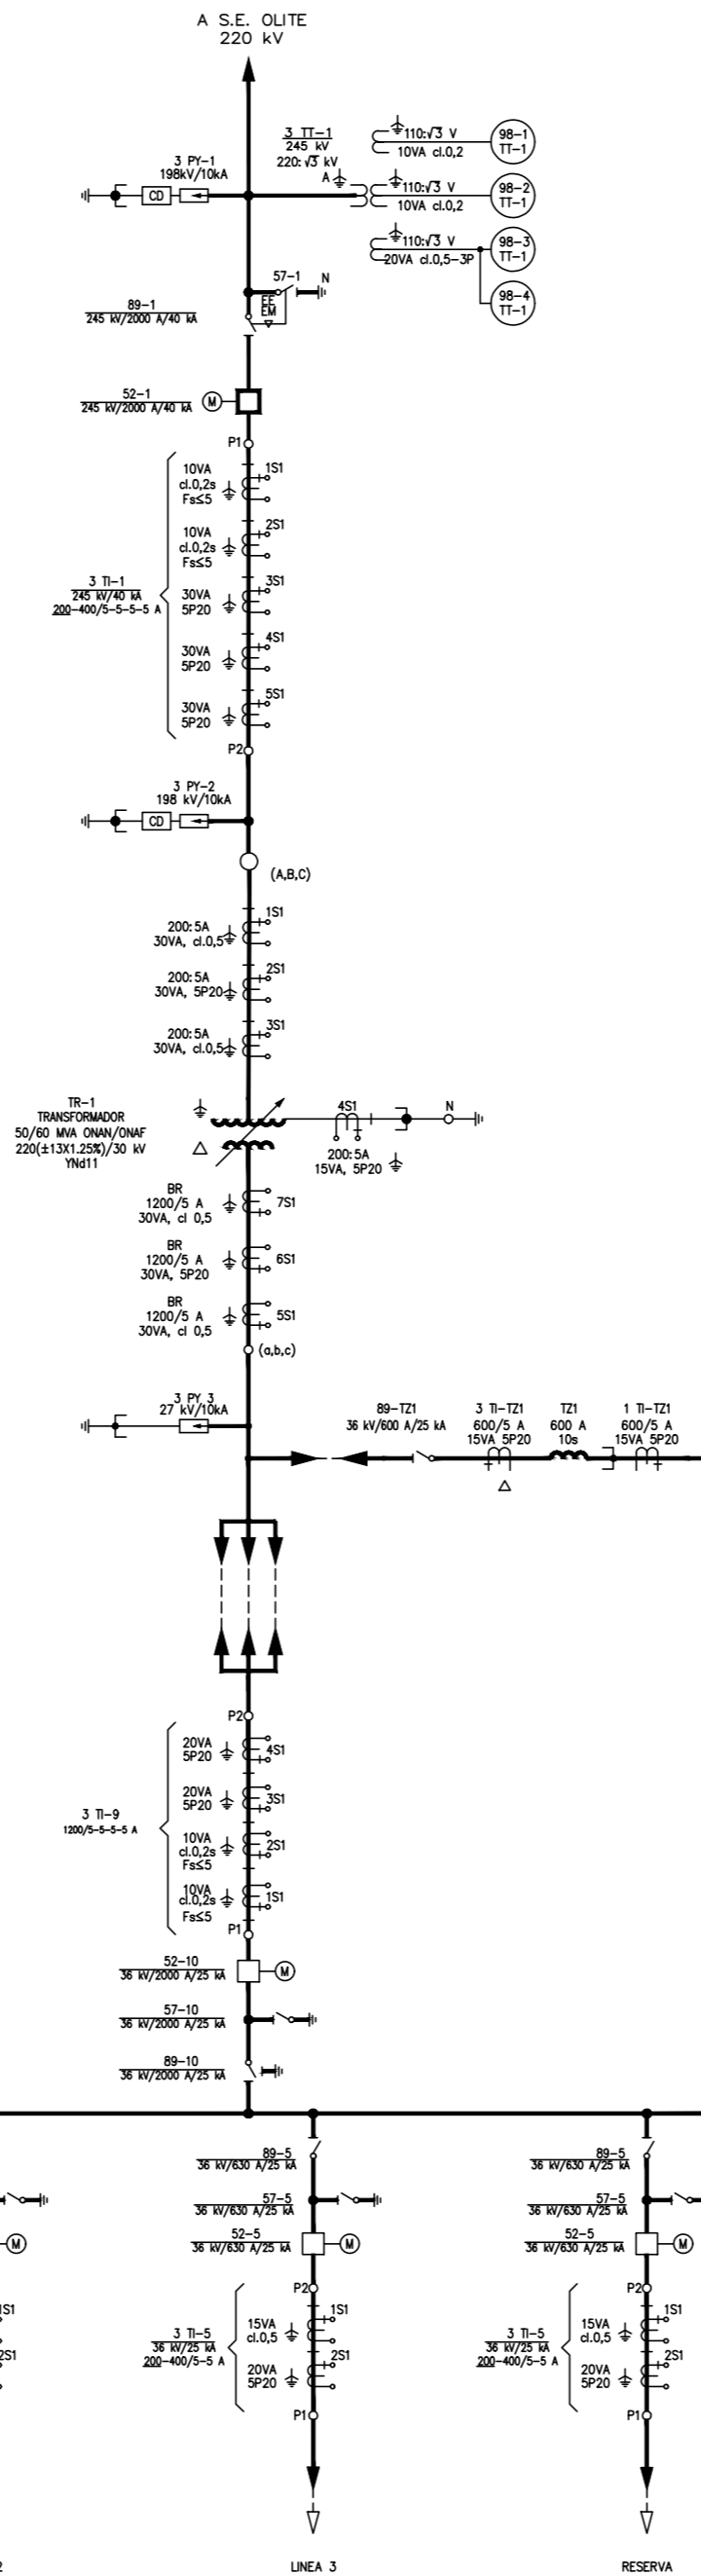 A S.E. OLITE
220 kV
3 TT-1
245 kV
220:√3 kV
A
110:√3 V
10VA cl.0,2
98-1
TT-1
3 PY-1
198kV/10kA
CD
110:√3 V
10VA cl.0,2
98-2
TT-1
110:√3 V
20VA cl.0,5-3P
98-3
TT-1
98-4
TT-1
57-1
N
EE
EM
89-1
245 kV/2000 A/40 kA
52-1
245 kV/2000 A/40 kA
M
P1
10VA
cl.0,2s
Fs≤5
1S1
10VA
cl.0,2s
Fs≤5
2S1
3 TI-1
245 kV/40 kA
200-400/5-5-5-5-5 A
30VA
5P20
3S1
30VA
5P20
4S1
30VA
5P20
5S1
P2
3 PY-2
198 kV/10kA
CD
(A,B,C)
200:5A
30VA, cl.0,5
1S1
200:5A
30VA, 5P20
2S1
200:5A
30VA, cl.0,5
3S1
TR-1
TRANSFORMADOR
50/60 MVA ONAN/ONAF
220(±13X1.25%)/30 kV
YNd11
4S1
N
200:5A
15VA, 5P20
BR
1200/5 A
30VA, cl 0,5
7S1
BR
1200/5 A
30VA, 5P20
6S1
BR
1200/5 A
30VA, cl 0,5
5S1
(a,b,c)
3 PY 3
27 kV/10kA
89-TZ1
36 kV/600 A/25 kA
3 TI-TZ1
600/5 A
15VA 5P20
TZ1
600 A
10s
1 TI-TZ1
600/5 A
15VA 5P20
P2
20VA
5P20
4S1
20VA
5P20
3S1
3 TI-9
1200/5-5-5-5 A
10VA
cl.0,2s
Fs≤5
2S1
10VA
cl.0,2s
Fs≤5
1S1
P1
52-10
36 kV/2000 A/25 kA
M
57-10
36 kV/2000 A/25 kA
89-10
36 kV/2000 A/25 kA
89-5
36 kV/630 A/25 kA
57-5
36 kV/630 A/25 kA
52-5
36 kV/630 A/25 kA
M
M
P2
1S1
2S1
3 TI-5
36 kV/25 kA
200-400/5-5 A
15VA
cl.0,5
1S1
20VA
5P20
2S1
P1
LINEA 3
89-5
36 kV/630 A/25 kA
57-5
36 kV/630 A/25 kA
52-5
36 kV/630 A/25 kA
M
P2
3 TI-5
36 kV/25 kA
200-400/5-5 A
15VA
cl.0,5
1S1
20VA
5P20
2S1
P1
RESERVA
2